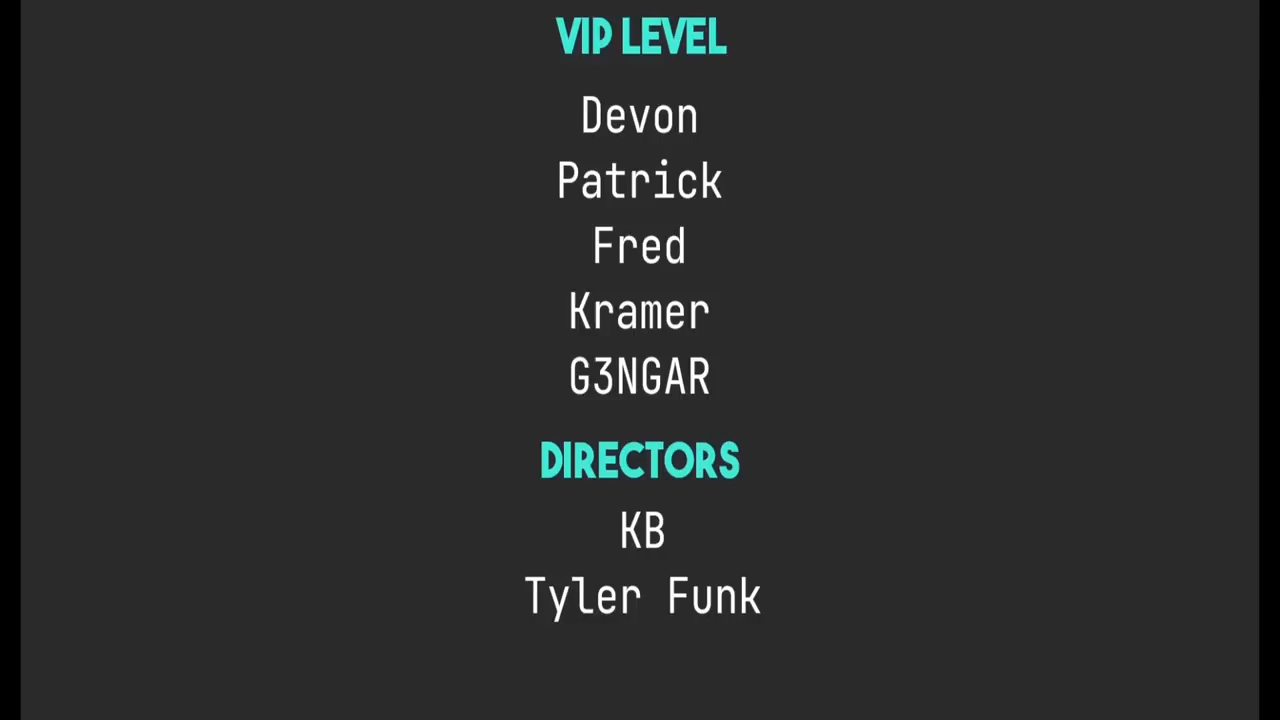 VIP LEVEL
Devon
Patrick
Fred
Kramer
G3NGAR
DIRECTORS
KB
Tyler Funk